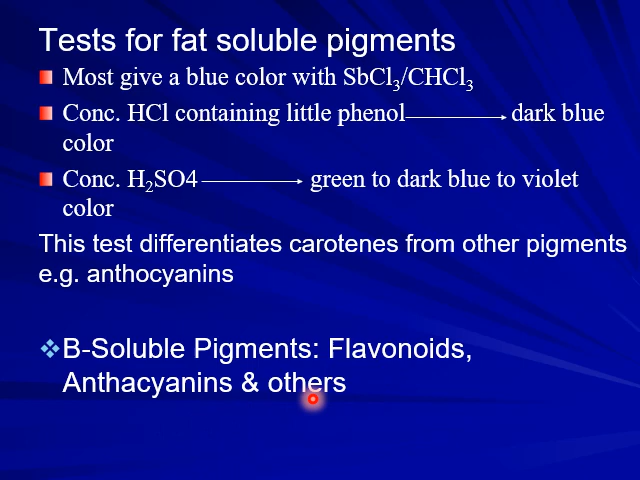 Tests for fat soluble pigments
Most give a blue color with SbCl₃/CHCl₃
Conc. HCl containing little phenol → dark blue
color
Conc. H₂SO4 → green to dark blue to violet
color
This test differentiates carotenes from other pigments
e.g. anthocyanins
B-Soluble Pigments: Flavonoids,
Anthacyanins & others